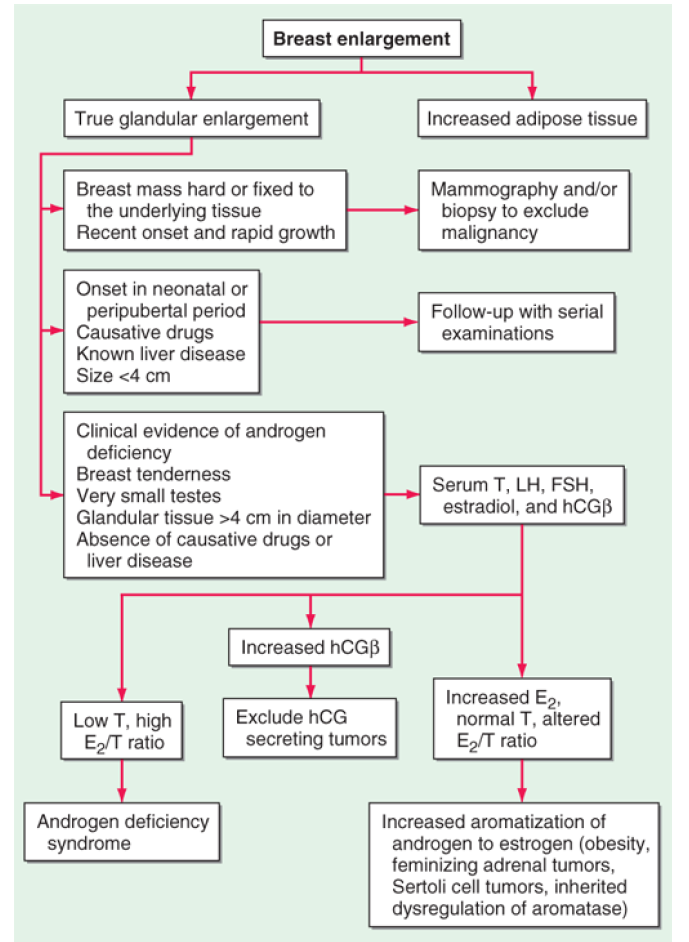 Breast enlargement
True glandular enlargement
Increased adipose tissue
Breast mass hard or fixed to
the underlying tissue
Recent onset and rapid growth
Mammography and/or
biopsy to exclude
malignancy
Onset in neonatal or
peripubertal period
Causative drugs
Known liver disease
Size <4 cm
Follow-up with serial
examinations
Clinical evidence of androgen
deficiency
Breast tenderness
Very small testes
Glandular tissue >4 cm in diameter
Absence of causative drugs or
liver disease
Serum T, LH, FSH,
estradiol, and hCGβ
Low T, high
E₂/T ratio
Increased hCGβ
Increased E₂,
normal T, altered
E₂/T ratio
Androgen deficiency
syndrome
Exclude hCG
secreting tumors
Increased aromatization of
androgen to estrogen (obesity,
feminizing adrenal tumors,
Sertoli cell tumors, inherited
dysregulation of aromatase)